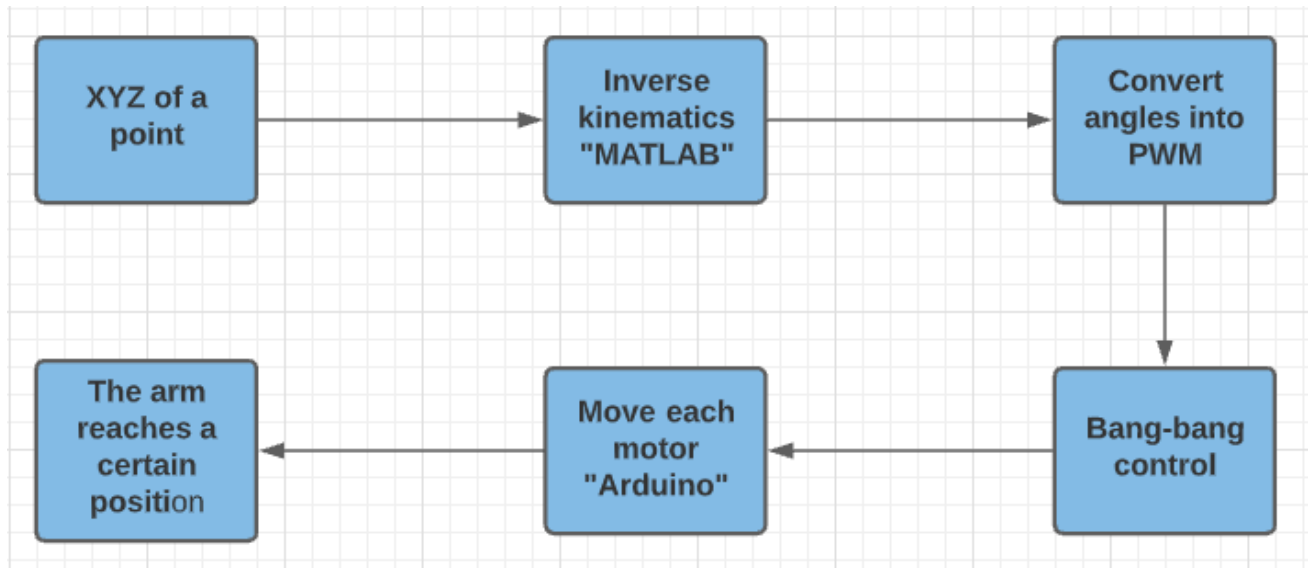 XYZ of a
point
Inverse
kinematics
"MATLAB"
Convert
angles into
PWM
Bang-bang
control
Move each
motor
"Arduino"
The arm
reaches a
certain
position